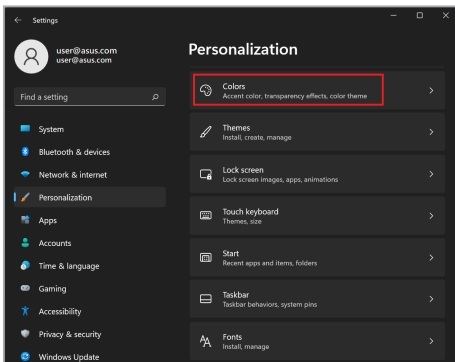 Settings
user@asus.com
user@asus.com
Find a setting
System
Bluetooth & devices
Network & internet
Personalization
Apps
Accounts
Time & language
Gaming
Accessibility
Privacy & security
Windows Update
Personalization
Colors
Accent color, transparency effects, color theme
Themes
Install, create, manage
Lock screen
Lock screen images, apps, animations
Touch keyboard
Themes, size
Start
Recent apps and items, folders
Taskbar
Taskbar behaviors, system pins
Fonts
Install, manage